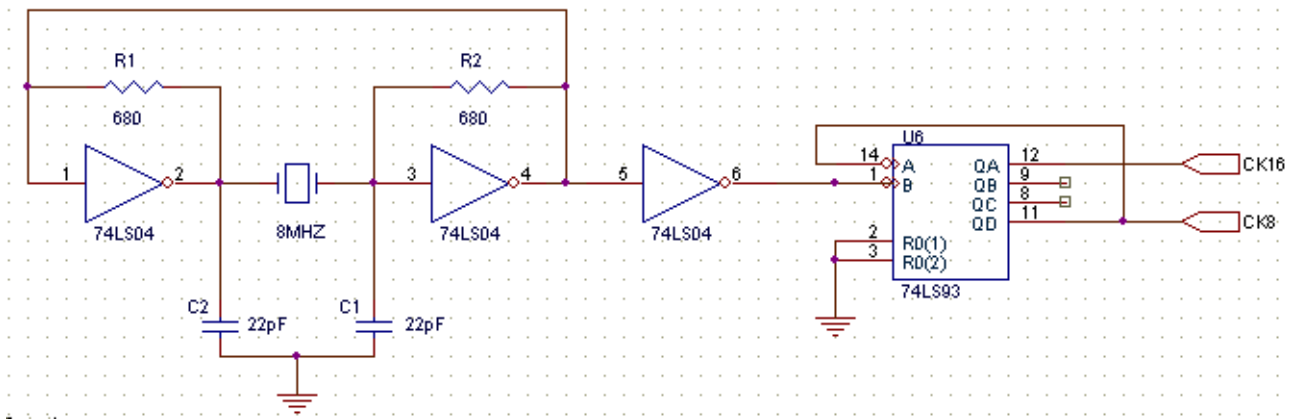 R1
680
R2
680
1
2
74LS04
8MHZ
3
4
74LS04
5
6
74LS04
C2
22pF
C1
22pF
U6
14
A
1
B
QA
12
QB
9
QC
8
QD
11
2
R0(1)
3
R0(2)
74LS93
CK16
CK8